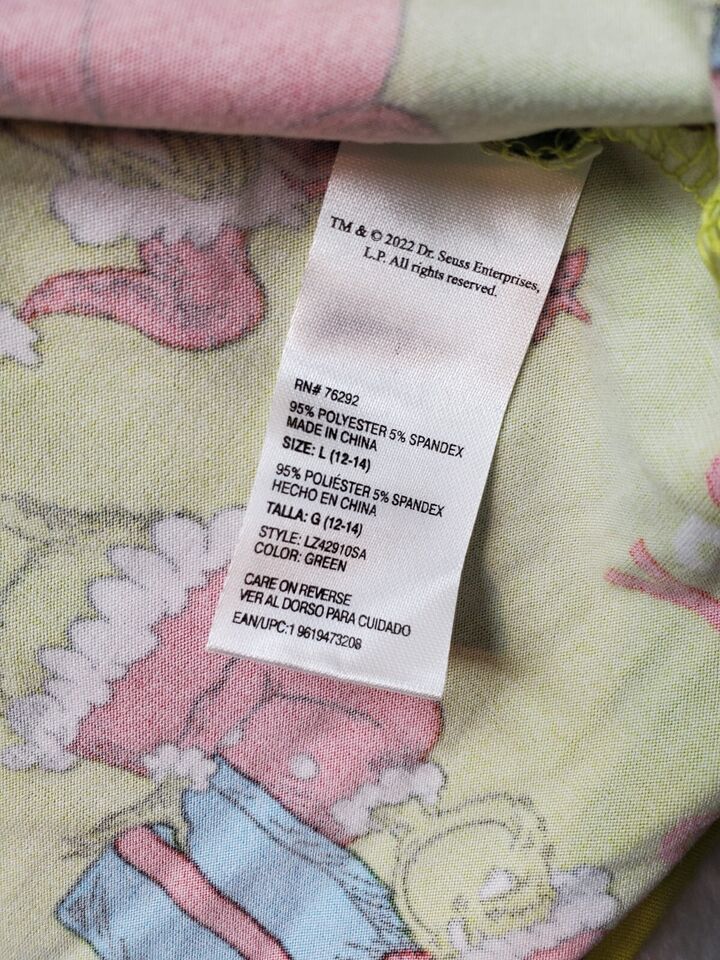 TM & © 2022 Dr. Seuss Enterprises,
L.P. All rights reserved.
RN# 76292
95% POLYESTER 5% SPANDEX
MADE IN CHINA
SIZE: L (12-14)
95% POLIÉSTER 5% SPANDEX
HECHO EN CHINA
TALLA: G (12-14)
STYLE: LZ42910SA
COLOR: GREEN
CARE ON REVERSE
VER AL DORSO PARA CUIDADO
EAN/UPC:1 9619473208